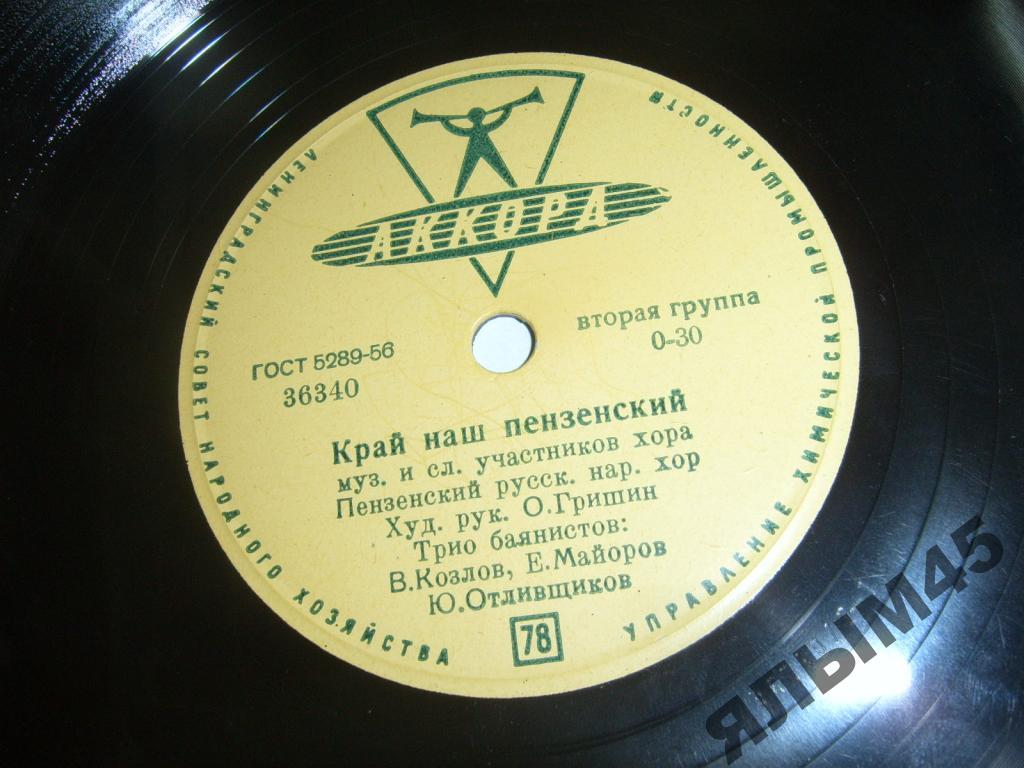 АККОРД
ЛЕНИНГРАДСКИЙ СОВЕТ НАРОДНОГО ХОЗЯЙСТВА
УПРАВЛЕНИЕ ХИМИЧЕСКОЙ ПРОМЫШЛЕННОСТИ
ГОСТ 5289-56
36340
вторая группа
0-30
Край наш пензенский
муз. и сл. участников хора
Пензенский русск. нар. хор
Худ. рук. О.Гришин
Трио баянистов:
В.Козлов, Е.Майоров
Ю.Отливщиков
78
ЯЛЫМ45